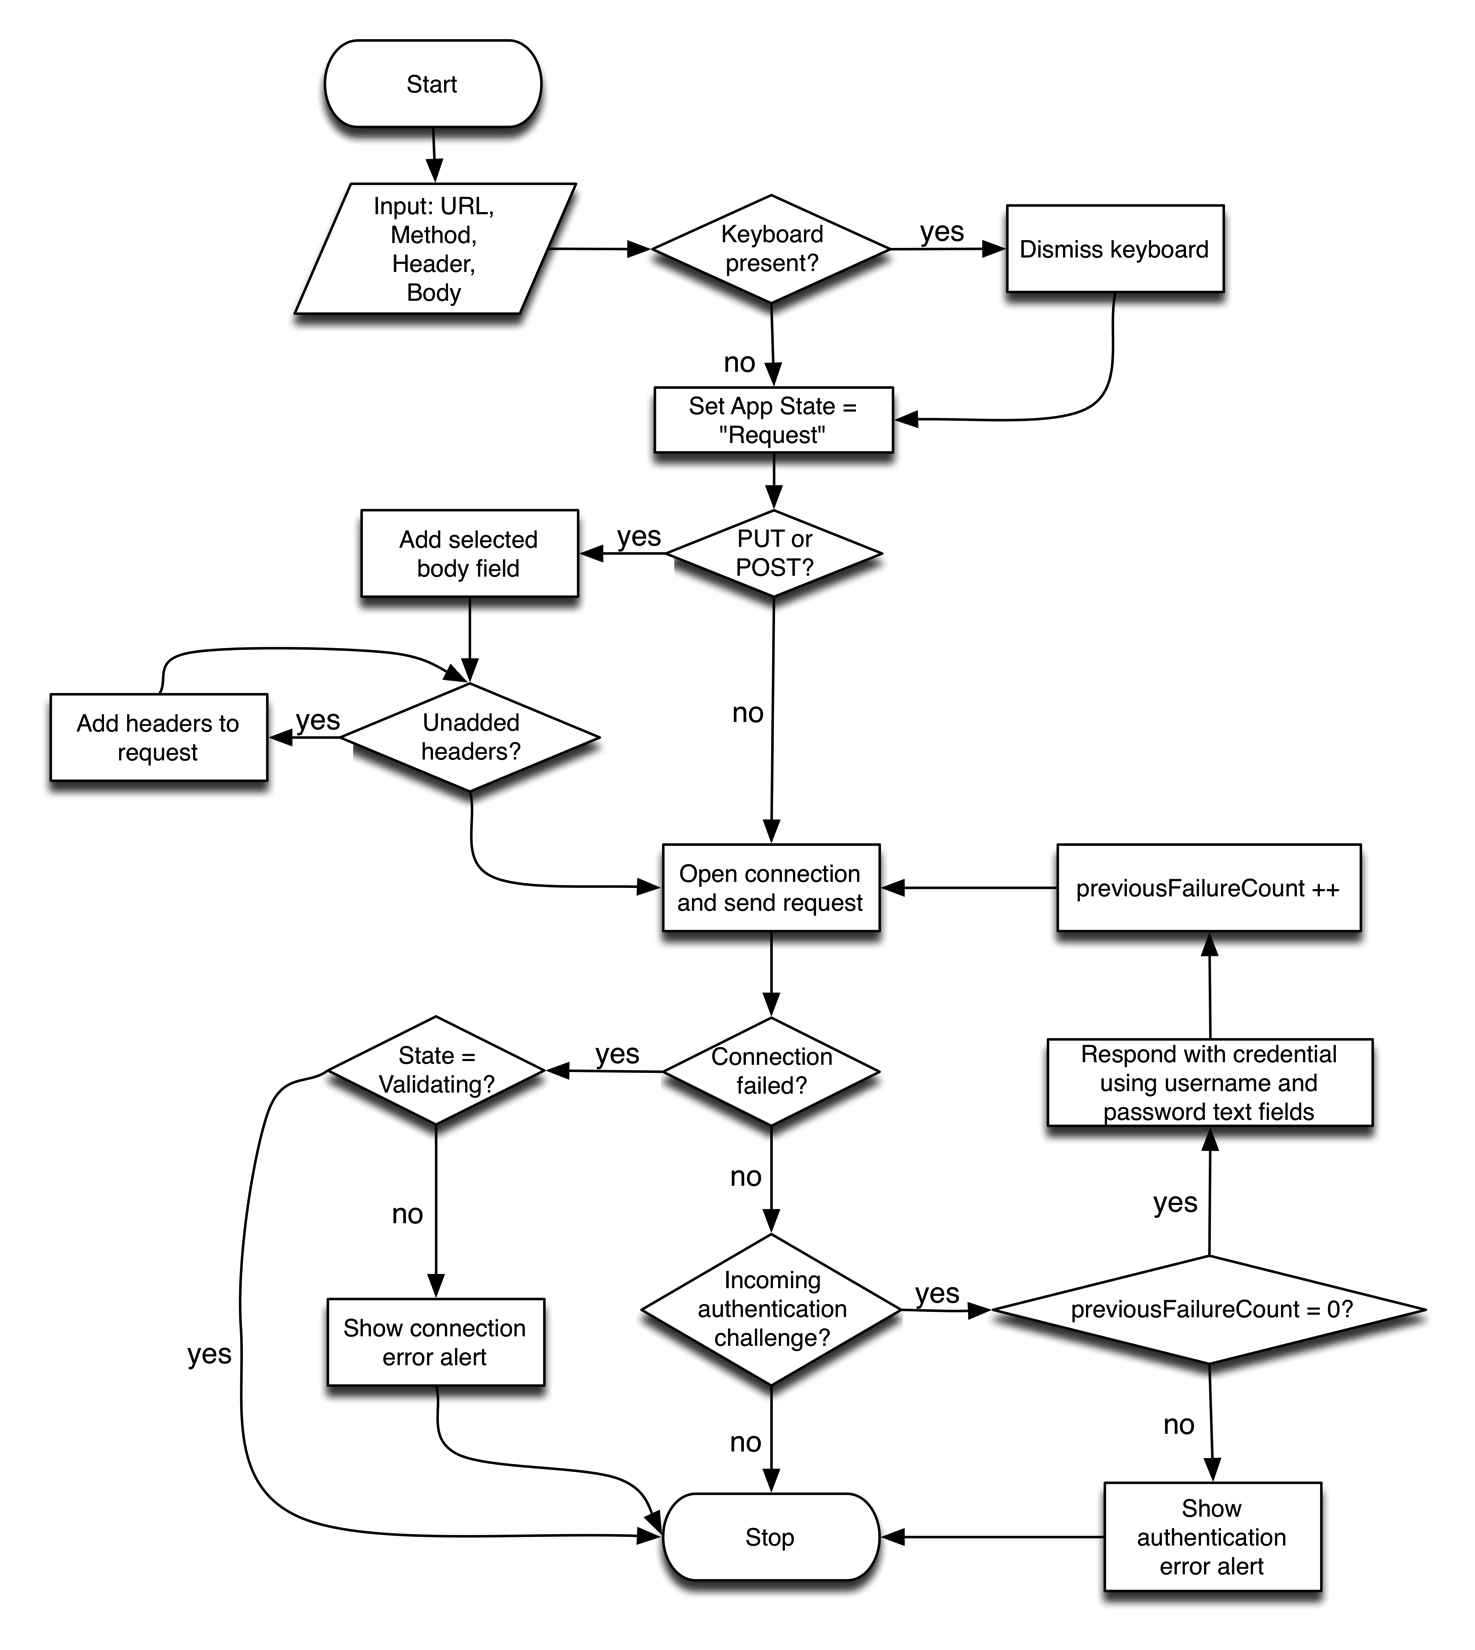 Start
Input: URL,
Method,
Header,
Body
Keyboard
present?
yes
Dismiss keyboard
no
Set App State =
"Request"
PUT or
POST?
yes
Add selected
body field
no
Unadded
headers?
yes
Add headers to
request
Open connection
and send request
previousFailureCount ++
Connection
failed?
yes
State =
Validating?
no
Show connection
error alert
yes
no
Incoming
authentication
challenge?
yes
previousFailureCount = 0?
yes
Respond with credential
using username and
password text fields
no
Show
authentication
error alert
no
Stop